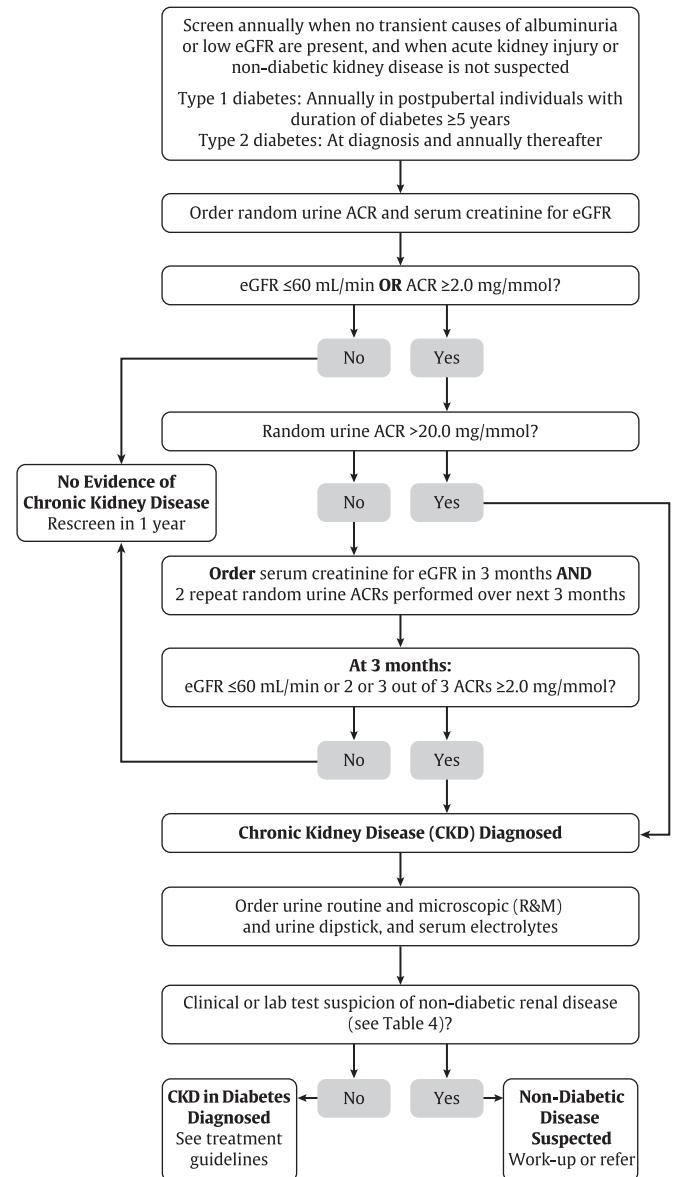 Screen annually when no transient causes of albuminuria
or low eGFR are present, and when acute kidney injury or
non-diabetic kidney disease is not suspected
Type 1 diabetes: Annually in postpubertal individuals with
duration of diabetes ≥5 years
Type 2 diabetes: At diagnosis and annually thereafter
Order random urine ACR and serum creatinine for eGFR
eGFR ≤60 mL/min OR ACR ≥2.0 mg/mmol?
No
Yes
Random urine ACR >20.0 mg/mmol?
No Evidence of
Chronic Kidney Disease
Rescreen in 1 year
No
Yes
Order serum creatinine for eGFR in 3 months AND
2 repeat random urine ACRs performed over next 3 months
At 3 months:
eGFR ≤60 mL/min or 2 or 3 out of 3 ACRs ≥2.0 mg/mmol?
No
Yes
Chronic Kidney Disease (CKD) Diagnosed
Order urine routine and microscopic (R&M)
and urine dipstick, and serum electrolytes
Clinical or lab test suspicion of non-diabetic renal disease
(see Table 4)?
CKD in Diabetes
Diagnosed
See treatment
guidelines
No
Yes
Non-Diabetic
Disease
Suspected
Work-up or refer